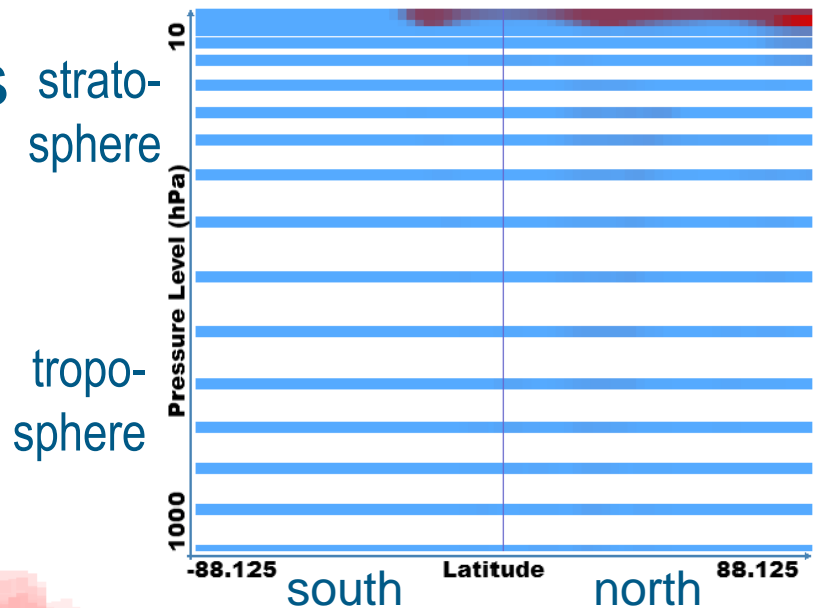 s
strato-
sphere
10
Pressure Level (hPa)
tropo-
sphere
1000
-88.125
Latitude
88.125
south
north